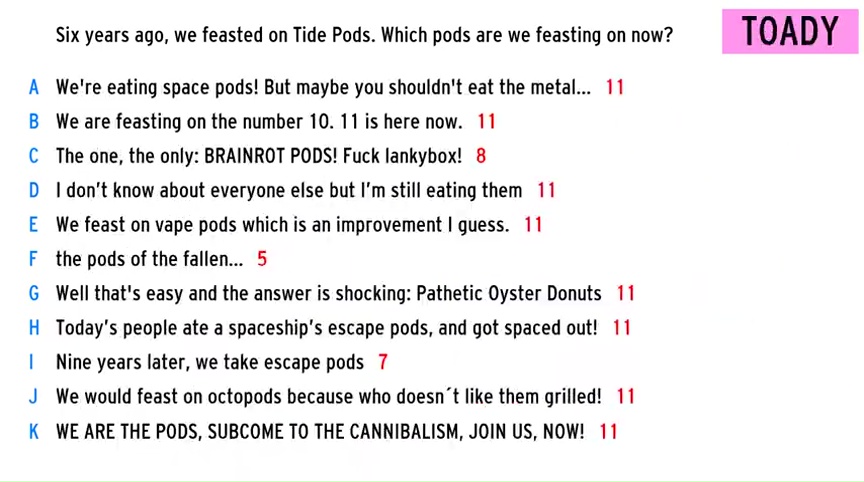 Six years ago, we feasted on Tide Pods. Which pods are we feasting on now?
TOADY
A We're eating space pods! But maybe you shouldn't eat the metal... 11
B We are feasting on the number 10. 11 is here now. 11
C The one, the only: BRAINROT PODS! Fuck lankybox! 8
D I don't know about everyone else but I'm still eating them 11
E We feast on vape pods which is an improvement I guess. 11
F the pods of the fallen... 5
G Well that's easy and the answer is shocking: Pathetic Oyster Donuts 11
H Today's people ate a spaceship's escape pods, and got spaced out! 11
I Nine years later, we take escape pods 7
J We would feast on octopods because who doesn´t like them grilled! 11
K WE ARE THE PODS, SUBCOME TO THE CANNIBALISM, JOIN US, NOW! 11